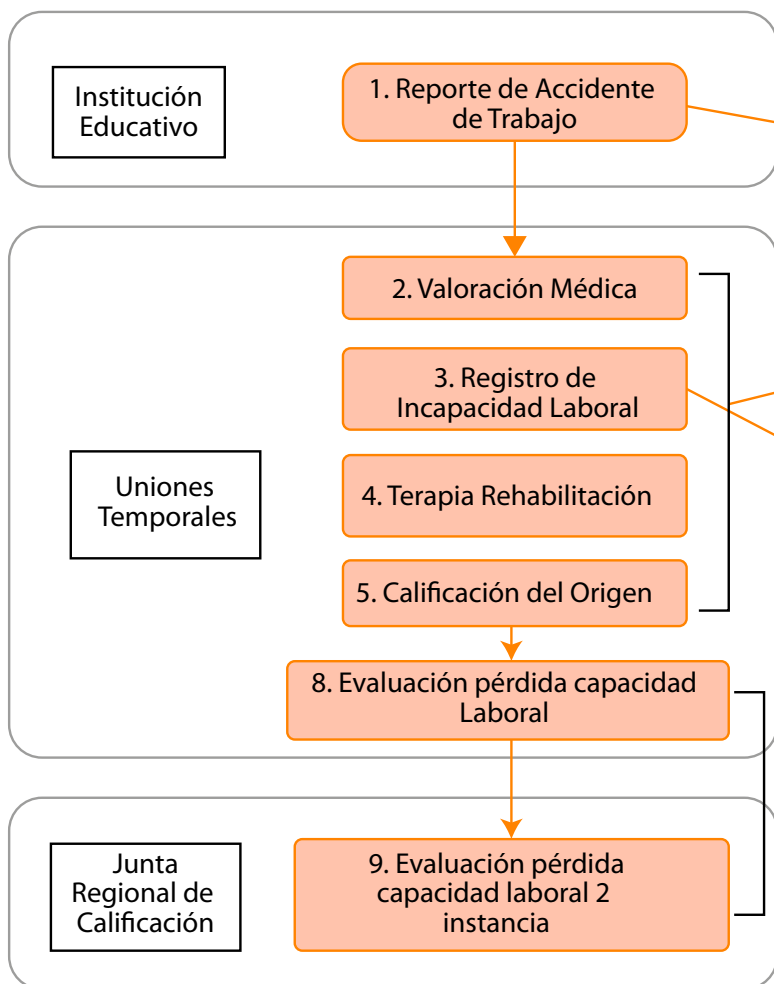 Institución
Educativo
1. Reporte de Accidente
de Trabajo
2. Valoración Médica
3. Registro de
Incapacidad Laboral
Uniones
Temporales
4. Terapia Rehabilitación
5. Calificación del Origen
8. Evaluación pérdida capacidad
Laboral
Junta
Regional de
Calificación
9. Evaluación pérdida
capacidad laboral 2
instancia